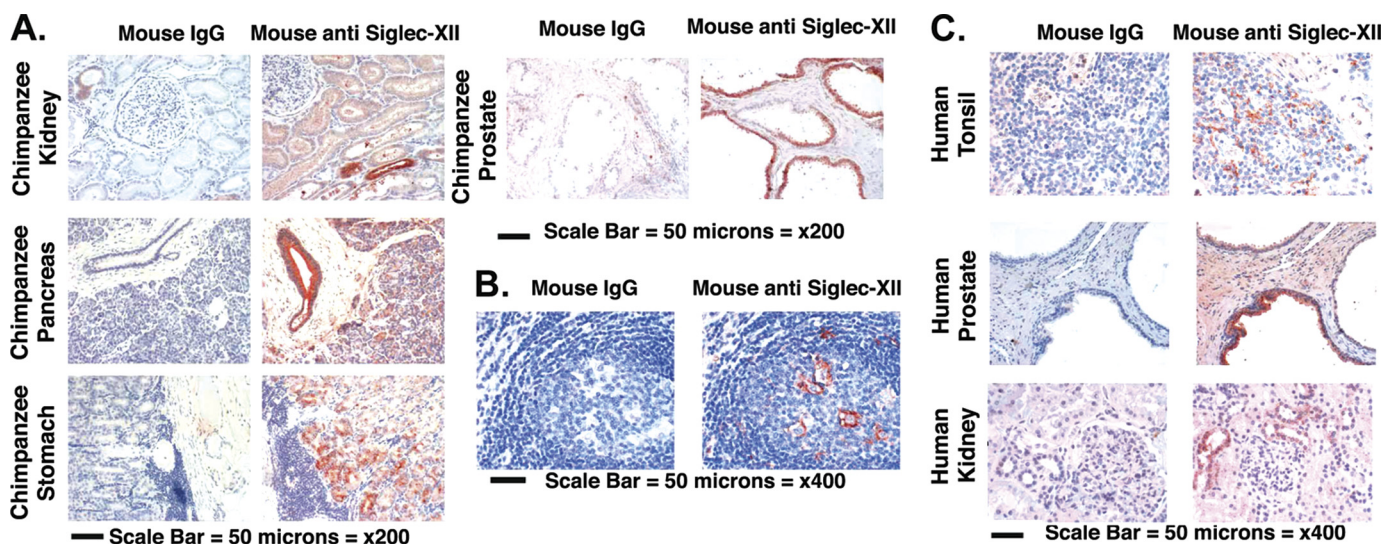 A.
Mouse IgG
Mouse anti Siglec-XII
Chimpanzee
Kidney
Chimpanzee
Pancreas
Chimpanzee
Stomach
Scale Bar = 50 microns = x200
Mouse IgG
Mouse anti Siglec-XII
Chimpanzee
Prostate
Scale Bar = 50 microns = x200
B.
Mouse IgG
Mouse anti Siglec-XII
Scale Bar = 50 microns = x400
C.
Mouse IgG
Mouse anti Siglec-XII
Human
Tonsil
Human
Prostate
Human
Kidney
Scale Bar = 50 microns = x400